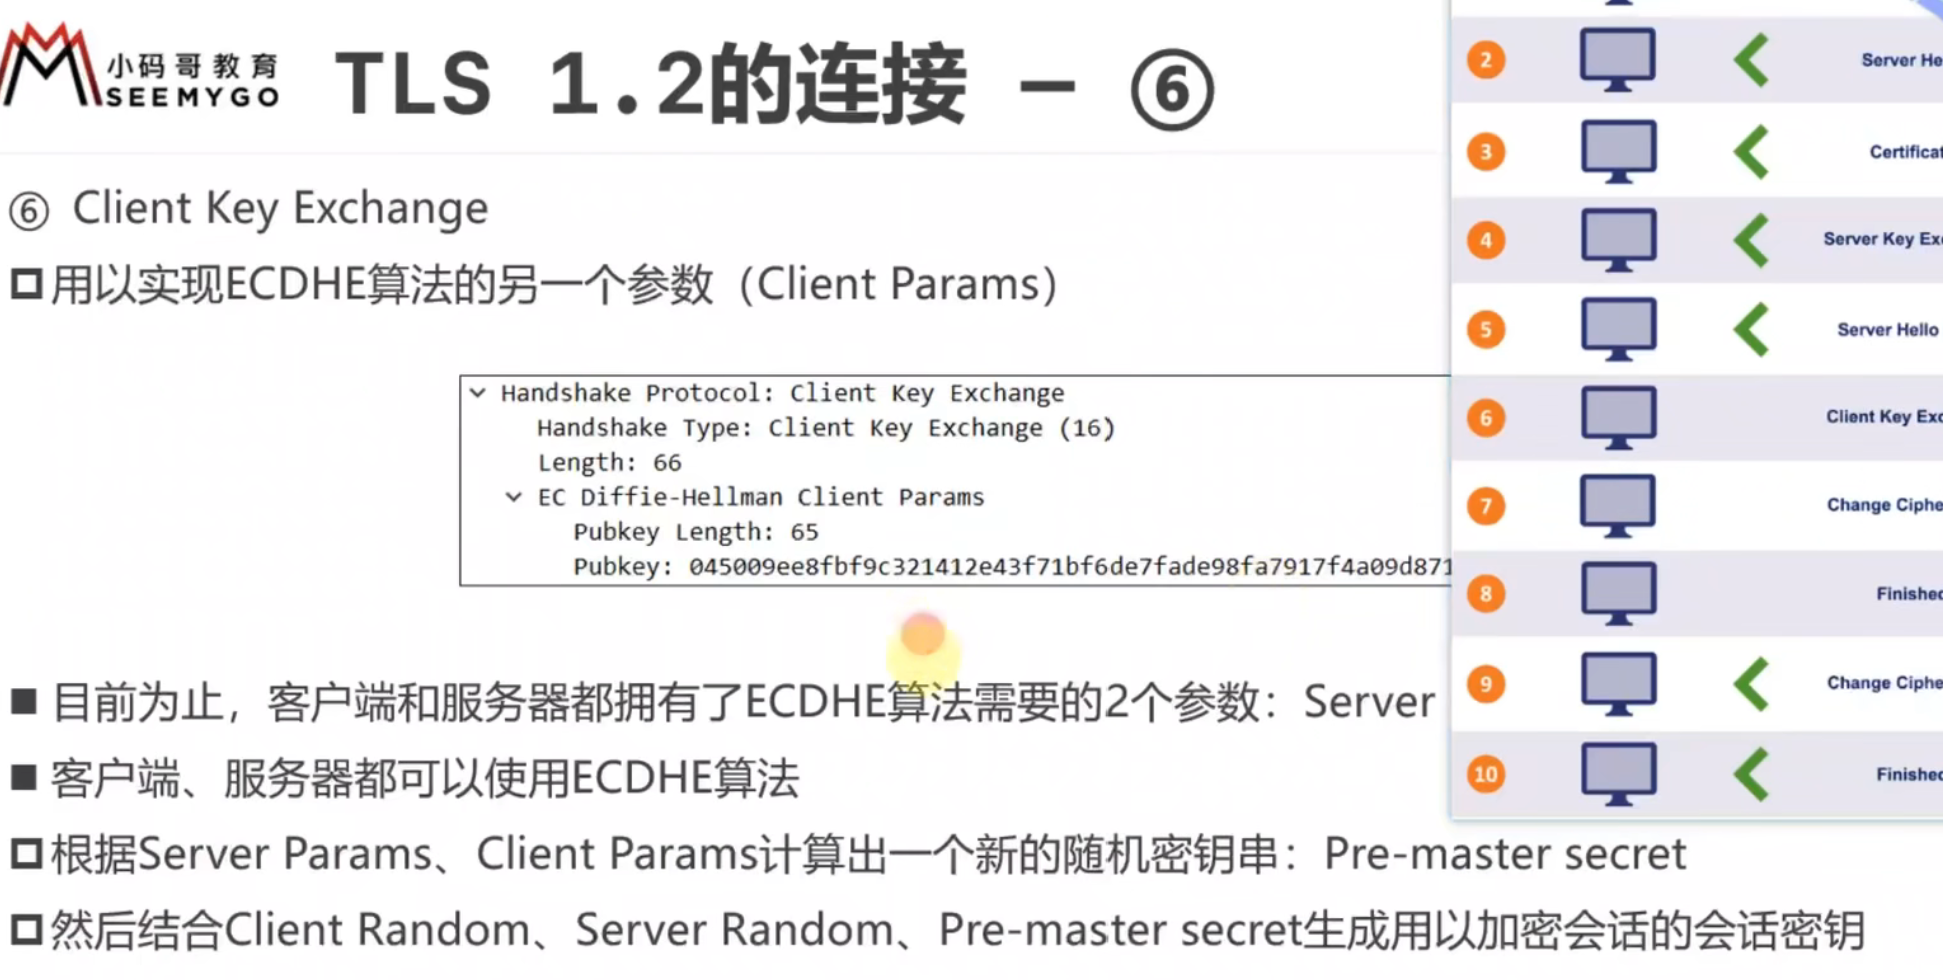 小码哥教育
SEEMYGO
TLS 1.2的连接 – ⑥
⑥ Client Key Exchange
用以实现ECDHE算法的另一个参数（Client Params）
Handshake Protocol: Client Key Exchange
Handshake Type: Client Key Exchange (16)
Length: 66
EC Diffie-Hellman Client Params
Pubkey Length: 65
Pubkey: 045009ee8fbf9c321412e43f71bf6de7fade98fa7917f4a09d871
目前为止，客户端和服务器都拥有了ECDHE算法需要的2个参数：Server
客户端、服务器都可以使用ECDHE算法
根据Server Params、Client Params计算出一个新的随机密钥串：Pre-master secret
然后结合Client Random、Server Random、Pre-master secret生成用以加密会话的会话密钥
2 Server He
3 Certificat
4 Server Key Exc
5 Server Hello
6 Client Key Exc
7 Change Ciphe
8 Finished
9 Change Ciphe
10 Finished